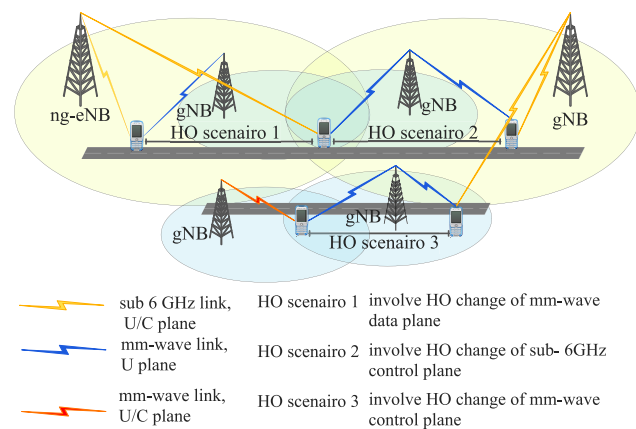 ng-eNB
gNB
gNB
gNB
HO scenairo 1
HO scenairo 2
gNB
gNB
HO scenairo 3
sub 6 GHz link,
U/C plane
HO scenairo 1
involve HO change of mm-wave
data plane
mm-wave link,
U plane
HO scenairo 2
involve HO change of sub- 6GHz
control plane
mm-wave link,
U/C plane
HO scenairo 3
involve HO change of mm-wave
control plane